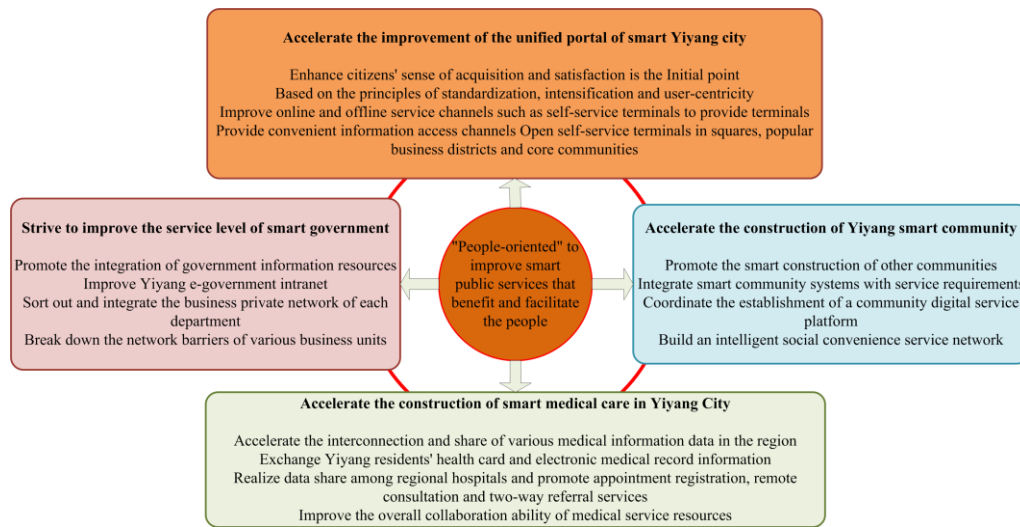 Accelerate the improvement of the unified portal of smart Yiyang city
Enhance citizens' sense of acquisition and satisfaction is the Initial point
Based on the principles of standardization, intensification and user-centricity
Improve online and offline service channels such as self-service terminals to provide terminals
Provide convenient information access channels Open self-service terminals in squares, popular
business districts and core communities
Strive to improve the service level of smart government
Promote the integration of government information resources
Improve Yiyang e-government intranet
Sort out and integrate the business private network of each
department
Break down the network barriers of various business units
"People-oriented" to
improve smart
public services that
benefit and facilitate
the people
Accelerate the construction of Yiyang smart community
Promote the smart construction of other communities
Integrate smart community systems with service requirements
Coordinate the establishment of a community digital service
platform
Build an intelligent social convenience service network
Accelerate the construction of smart medical care in Yiyang City
Accelerate the interconnection and share of various medical information data in the region
Exchange Yiyang residents' health card and electronic medical record information
Realize data share among regional hospitals and promote appointment registration, remote
consultation and two-way referral services
Improve the overall collaboration ability of medical service resources